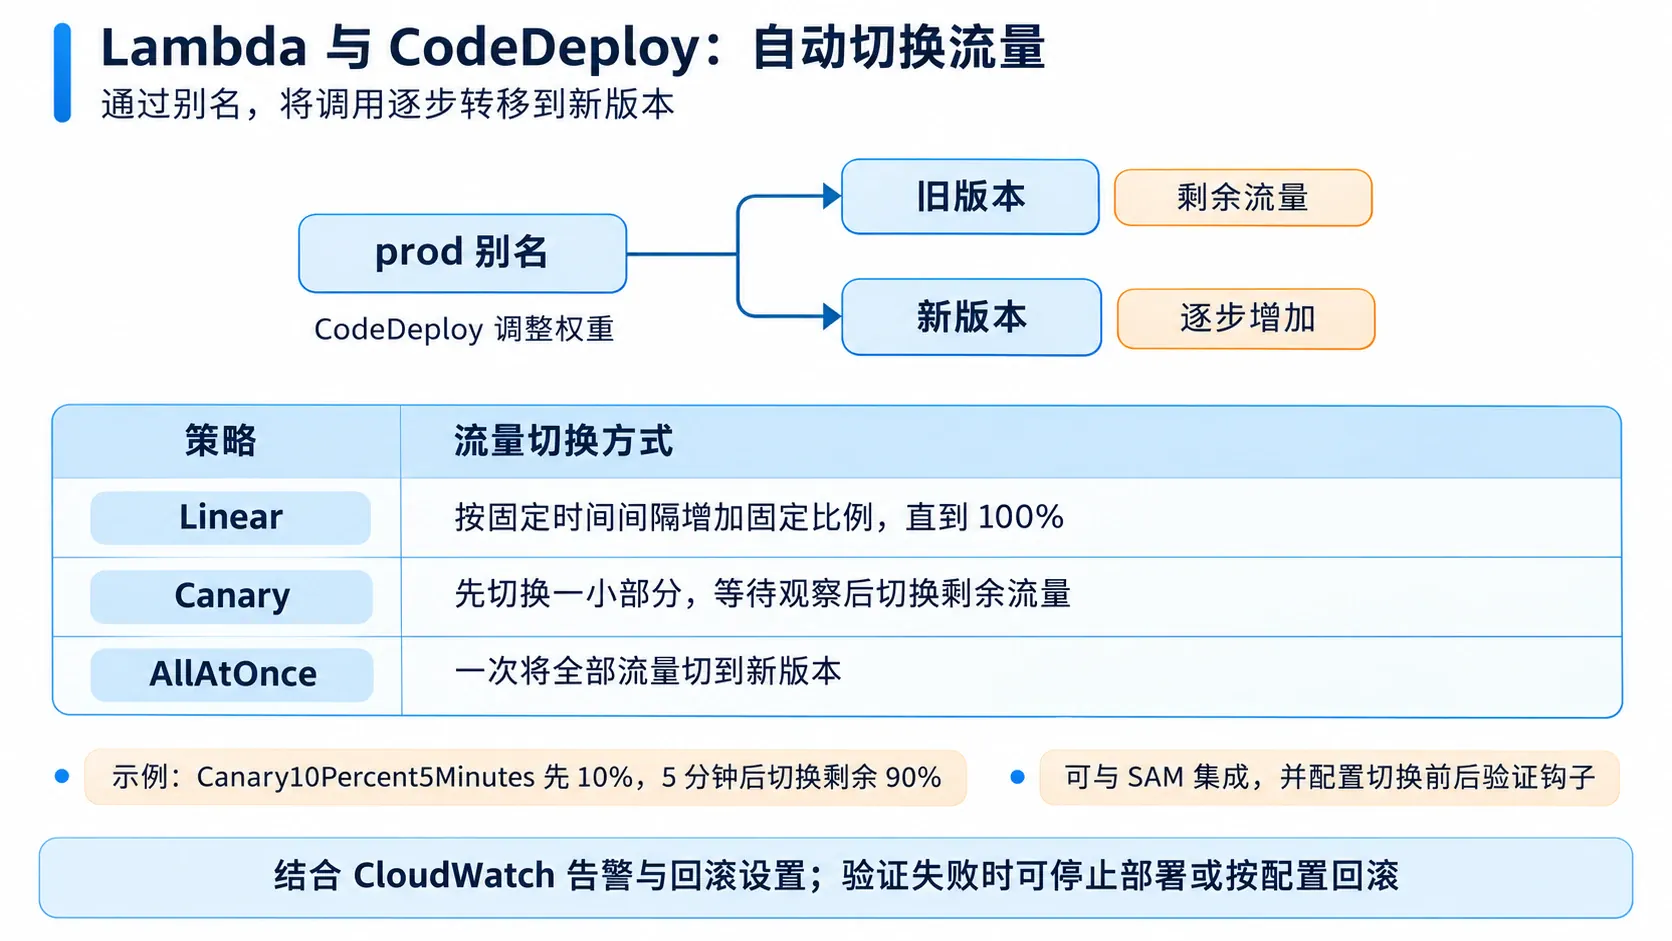 Lambda 与 CodeDeploy：自动切换流量
通过别名，将调用逐步转移到新版本
prod 别名
CodeDeploy 调整权重
旧版本
剩余流量
新版本
逐步增加
策略
流量切换方式
Linear
按固定时间间隔增加固定比例，直到 100%
Canary
先切换一小部分，等待观察后切换剩余流量
AllAtOnce
一次将全部流量切到新版本
示例：Canary10Percent5Minutes 先 10%，5 分钟后切换剩余 90%
可与 SAM 集成，并配置切换前后验证钩子
结合 CloudWatch 告警与回滚设置；验证失败时可停止部署或按配置回滚